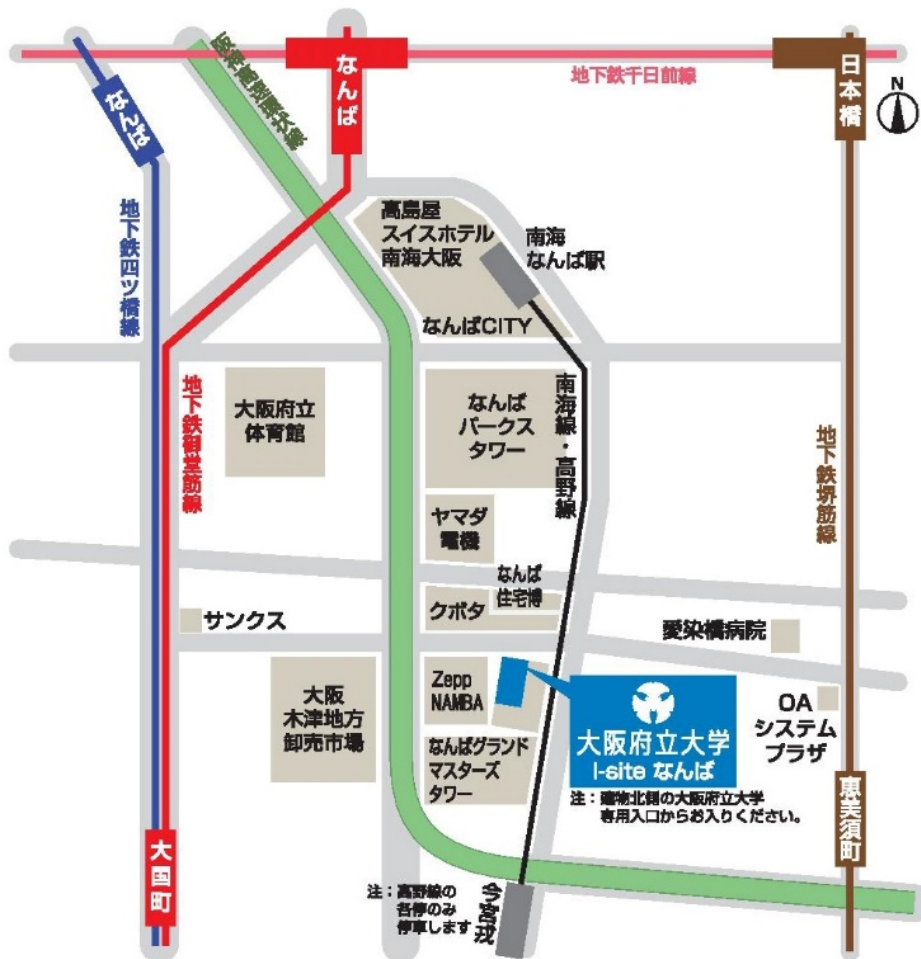 なんば
阪神高速環状線
なんば
地下鉄千日前線
日本橋
N
地下鉄四ツ橋線
高島屋
スイスホテル
南海大阪
南海
なんば駅
なんばCITY
地下鉄御堂筋線
大阪府立
体育館
なんば
パークス
タワー
南海線・高野線
地下鉄堺筋線
ヤマダ
電機
なんば
住宅博
クボタ
サンクス
愛染橋病院
大阪
木津地方
卸売市場
Zepp
NAMBA
大阪府立大学
I-site なんば
OA
システム
プラザ
なんばグランド
マスターズ
タワー
注：建物北側の大阪府立大学
専用入口からお入りください。
恵美須町
大国町
注：高野線の
各停のみ
停車します
今宮戎